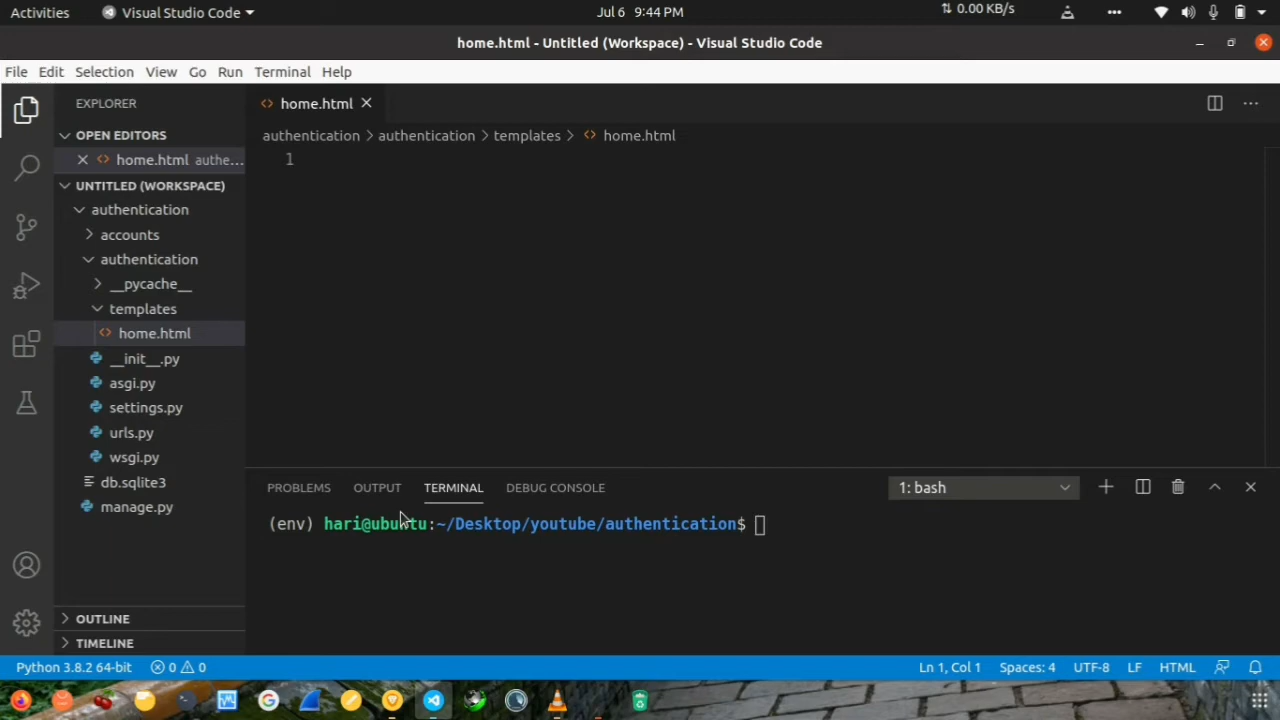 Activities Visual Studio Code Jul 6 9:44 PM 0.00 KB/s
home.html - Untitled (Workspace) - Visual Studio Code
File Edit Selection View Go Run Terminal Help
EXPLORER
home.html
OPEN EDITORS
authentication > authentication > templates > home.html
home.html authe...
1
UNTITLED (WORKSPACE)
authentication
accounts
authentication
__pycache__
templates
home.html
__init__.py
asgi.py
settings.py
urls.py
wsgi.py
db.sqlite3
manage.py
PROBLEMS OUTPUT TERMINAL DEBUG CONSOLE 1: bash
(env) hari@ubuntu:~/Desktop/youtube/authentication$
OUTLINE
TIMELINE
Python 3.8.2 64-bit 0 0 Ln 1, Col 1 Spaces: 4 UTF-8 LF HTML